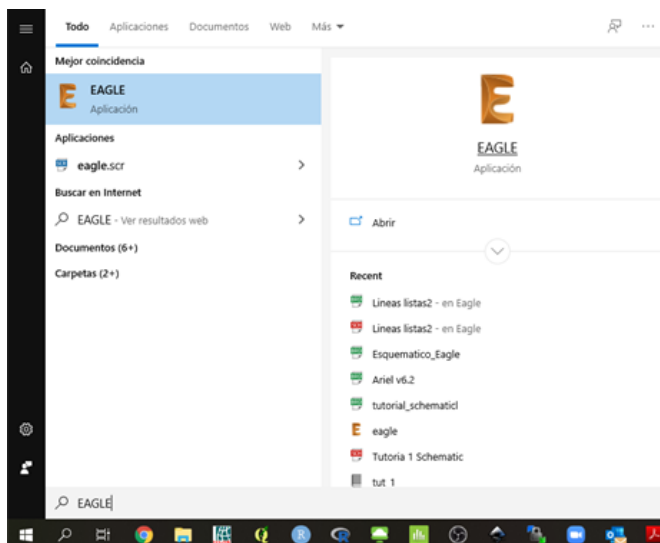 Todo Aplicaciones Documentos Web Más
Mejor coincidencia
EAGLE
Aplicación
Aplicaciones
eagle.scr
Buscar en Internet
EAGLE - Ver resultados web
Documentos (6+)
Carpetas (2+)
EAGLE
Aplicación
Abrir
Recent
Lineas listas2 - en Eagle
Lineas listas2 - en Eagle
Esquematico_Eagle
Ariel v6.2
tutorial_schematicl
eagle
Tutoria 1 Schematic
tut_1
EAGLE